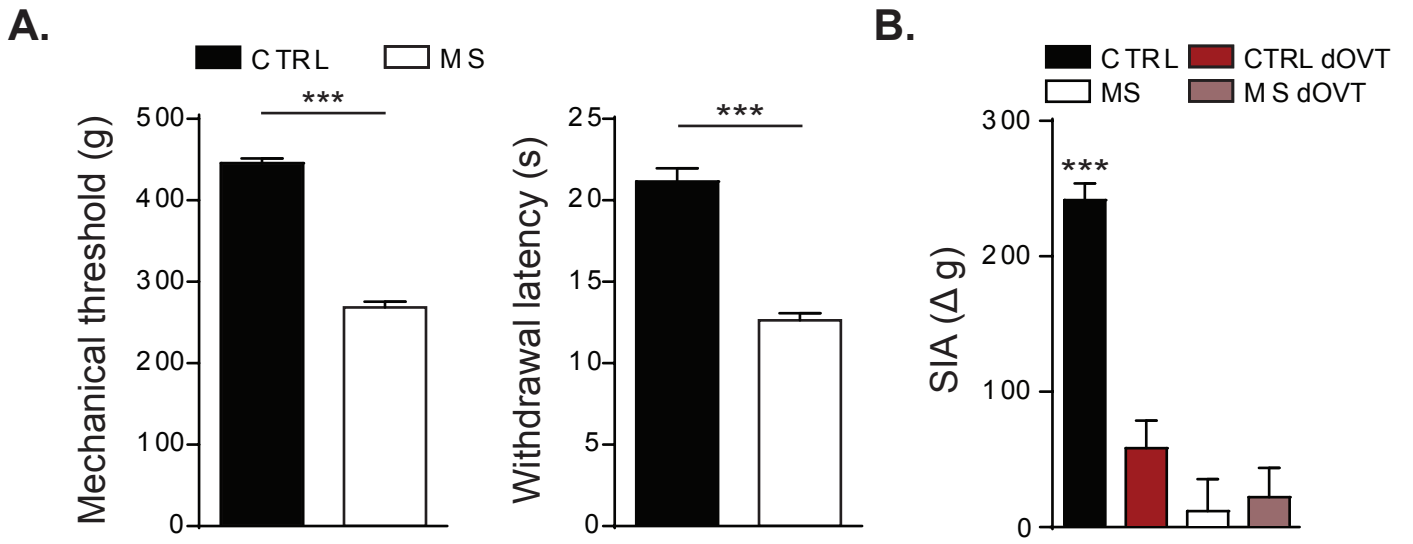 A.
CTRL MS
Mechanical threshold (g)
500
400
300
200
100
0
***
Withdrawal latency (s)
25
20
15
10
5
0
***
B.
CTRL CTRL dOVT
MS MS dOVT
SIA (Δ g)
300
200
100
0
***